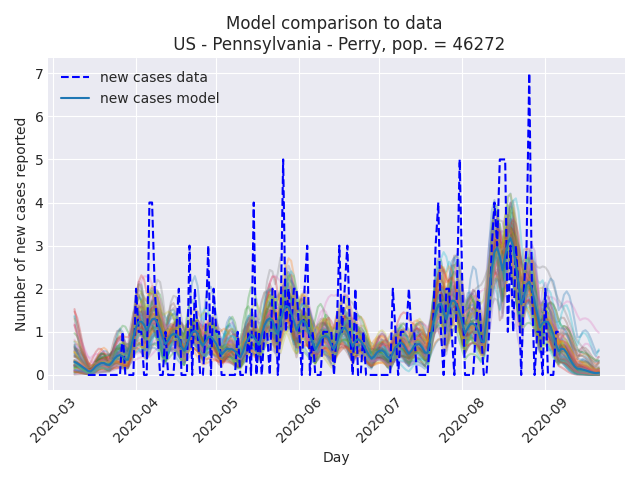 Model comparison to data
US - Pennsylvania - Perry, pop. = 46272
new cases data
new cases model
Number of new cases reported
7
6
5
4
3
2
1
0
2020-03
2020-04
2020-05
2020-06
2020-07
2020-08
2020-09
Day